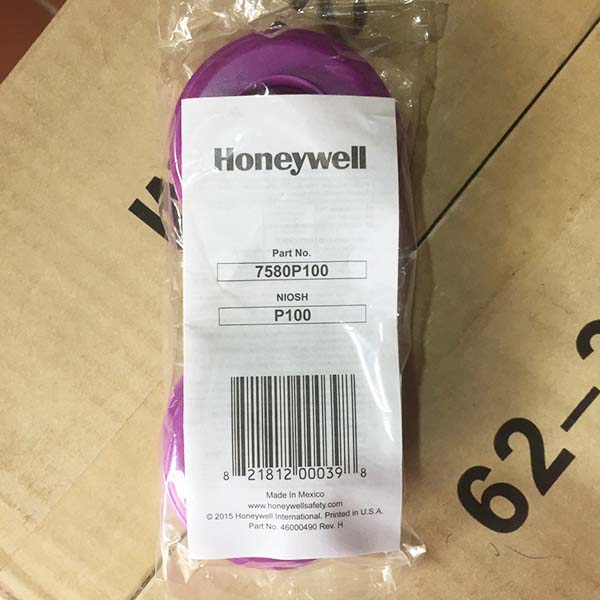 Honeywell
Part No.
7580P100
NIOSH
P100
8 21812 00039 8
Made In Mexico
www.honeywellsafety.com
© 2015 Honeywell International. Printed in U.S.A.
Part No. 46000490 Rev. H
62-